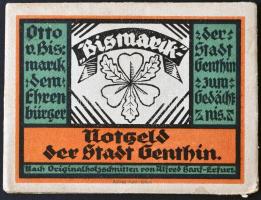 Otto
v. Bis=
marck
dem
Ehren
bürger
„Bismarck“
der
Stadt
Genthin
zum
Gedächt
nis.
Notgeld
der Stadt Genthin.
Nach Originalholzschnitten von Alfred Hanf-Erfurt.